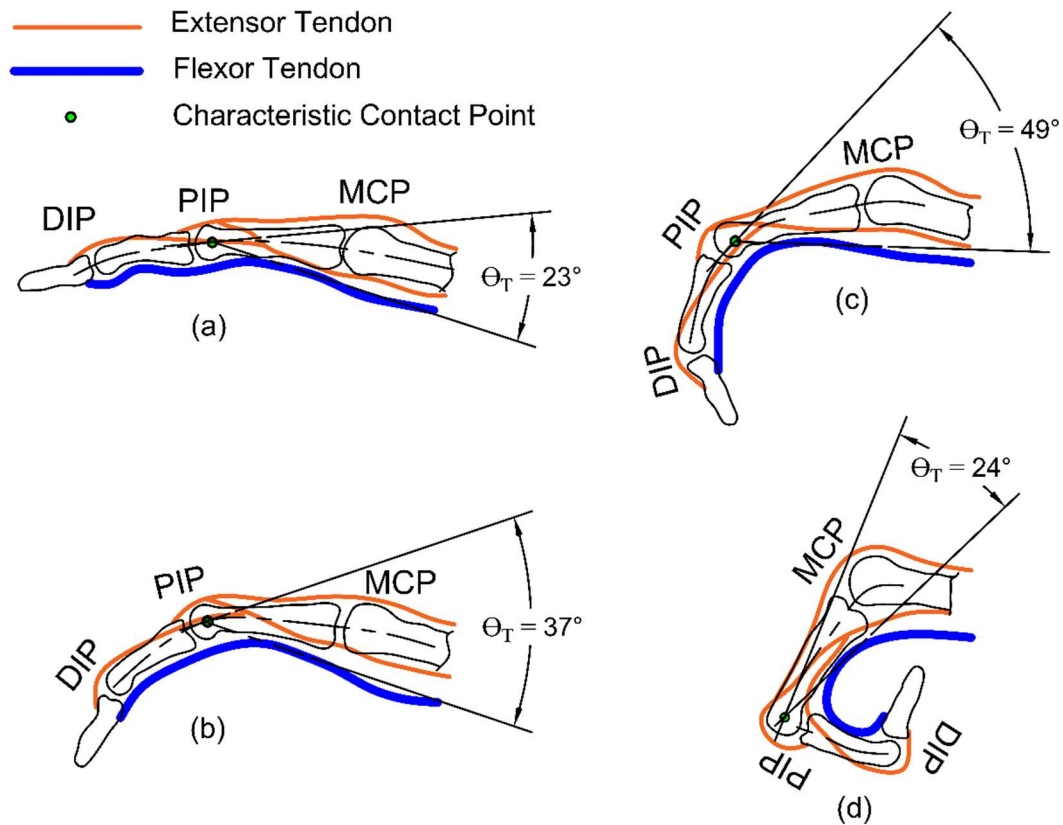 Extensor Tendon
Flexor Tendon
Characteristic Contact Point
DIP
PIP
MCP
ϴT = 23°
(a)
PIP
MCP
DIP
ϴT = 49°
(c)
DIP
PIP
MCP
ϴT = 37°
(b)
MCP
ϴT = 24°
PIP
DIP
(d)